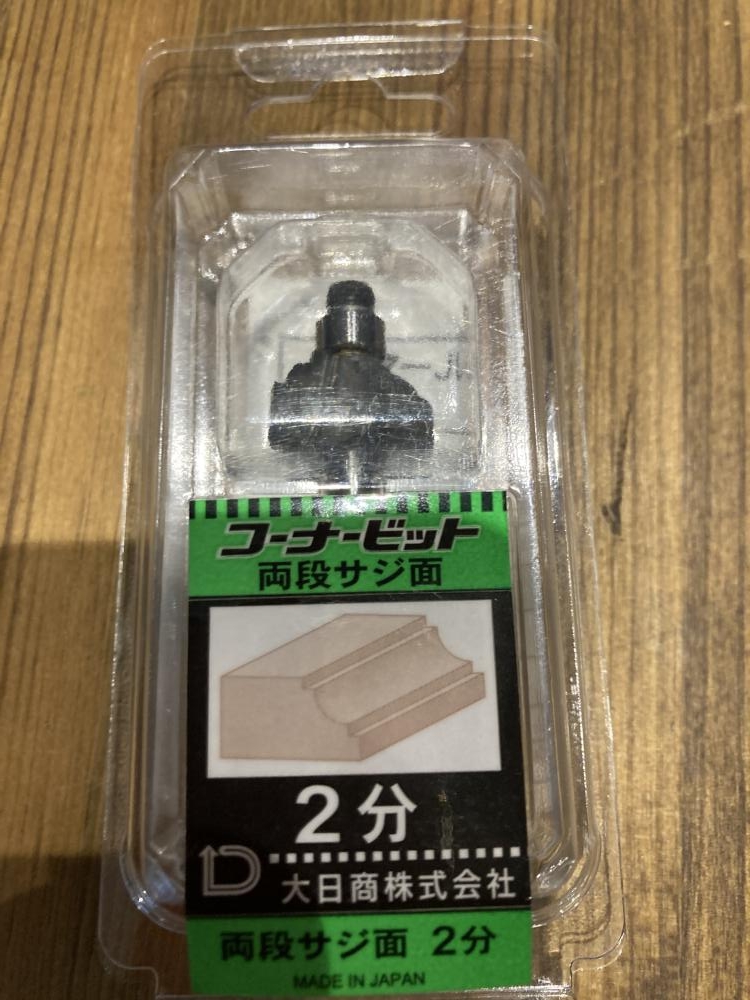 コーナービット
両段サジ面
2分
大日商株式会社
両段サジ面 2分
MADE IN JAPAN